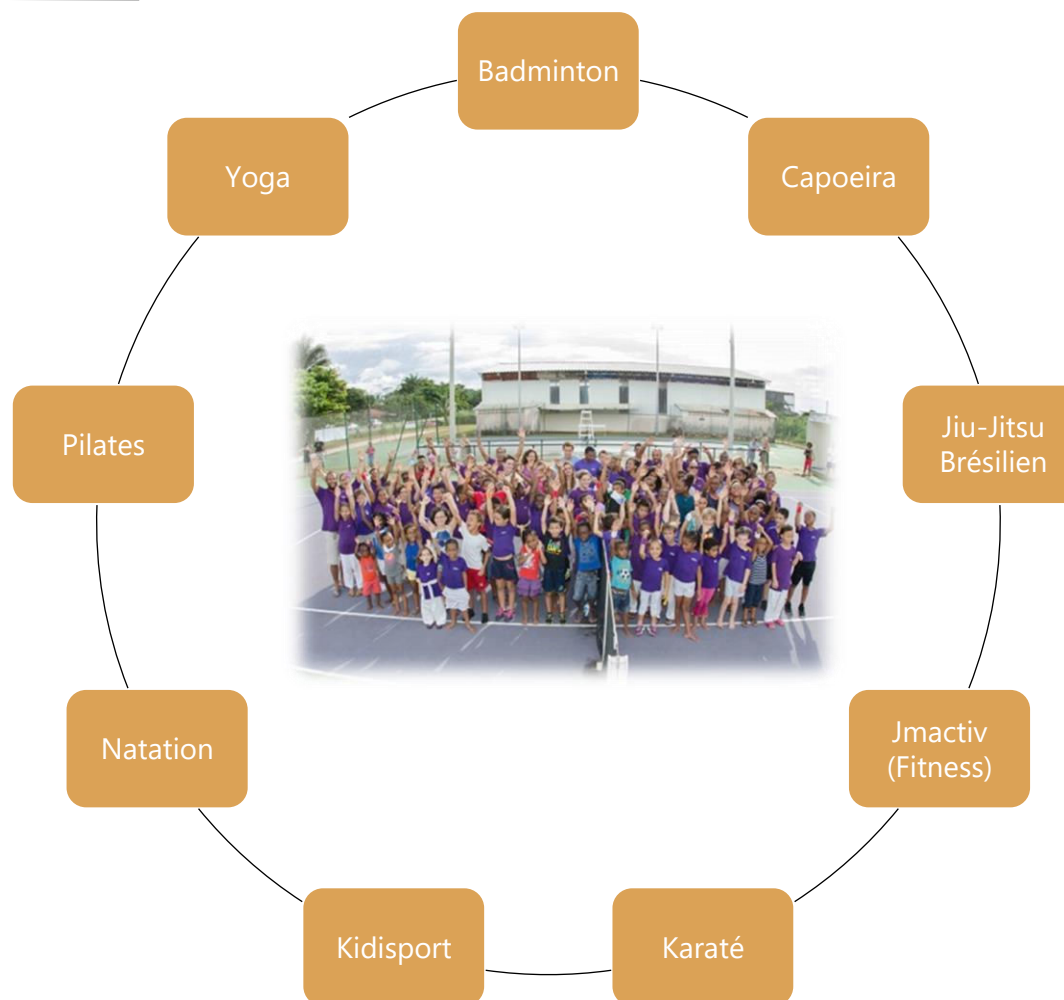 Badminton
Capoeira
Jiu-Jitsu
Brésilien
Jmactiv
(Fitness)
Karaté
Kidisport
Natation
Pilates
Yoga